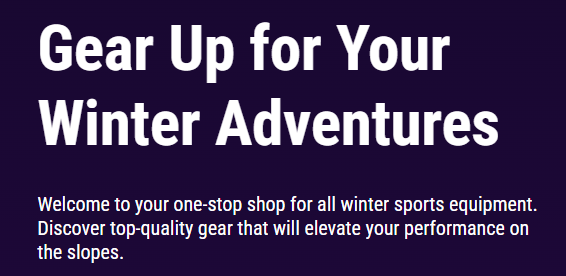 Gear Up for Your
Winter Adventures
Welcome to your one-stop shop for all winter sports equipment.
Discover top-quality gear that will elevate your performance on
the slopes.